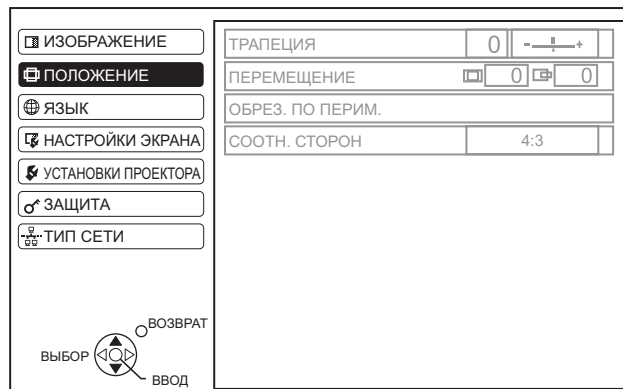 ИЗОБРАЖЕНИЕ
ПОЛОЖЕНИЕ
ЯЗЫК
НАСТРОЙКИ ЭКРАНА
УСТАНОВКИ ПРОЕКТОРА
ЗАЩИТА
ТИП СЕТИ
ВОЗВРАТ
ВЫБОР
ВВОД
ТРАПЕЦИЯ 0 - +
ПЕРЕМЕЩЕНИЕ 0 0
ОБРЕЗ. ПО ПЕРИМ.
СООТН. СТОРОН 4:3